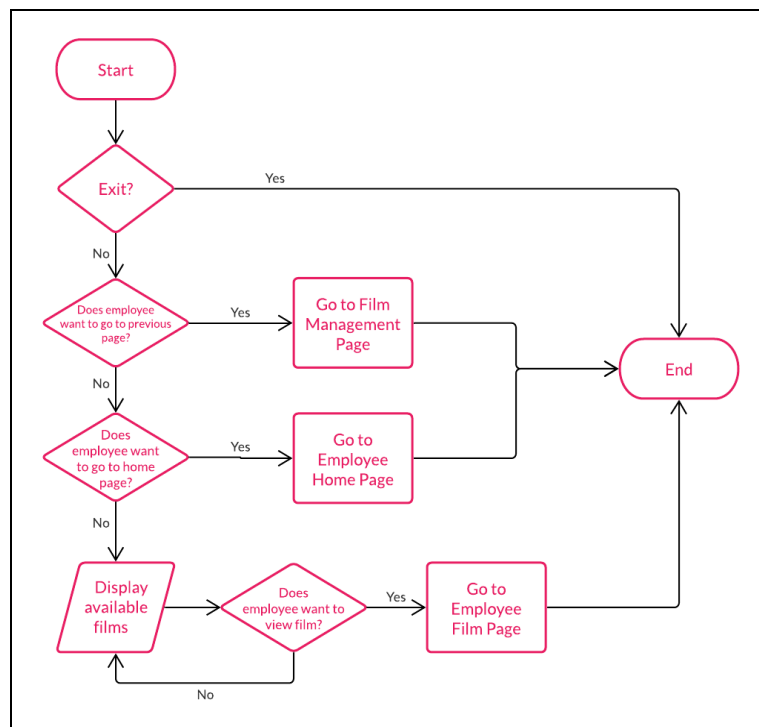 Start
Exit?
Yes
No
Does employee
want to go to previous
page?
Yes
Go to Film
Management
Page
End
No
Does
employee want
to go to home
page?
Yes
Go to
Employee
Home Page
No
Display
available
films
Does
employee want to
view film?
Yes
Go to
Employee
Film Page
No